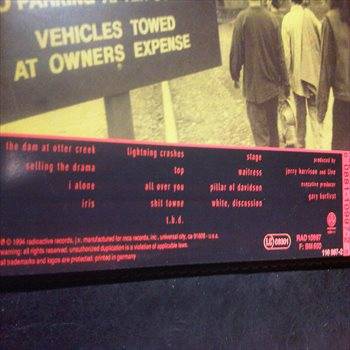 VEHICLES TOWED
AT OWNERS EXPENSE
the dam at otter creek lightning crashes stage produced by
selling the drama top waitress jerry harrison and live
i alone all over you pillar of davidson executive producer
iris shit towne white, discussion gary kurfirst
t.b.d.
℗ © 1994 radioactive records, j.v. manufactured for mca records inc., universal city, ca 91608 - u.s.a.
warning: all rights reserved. unauthorized duplication is a violation of applicable laws.
all trademarks and logos are protected. printed in germany
LC 08301
RAD 10997
F: BM 650